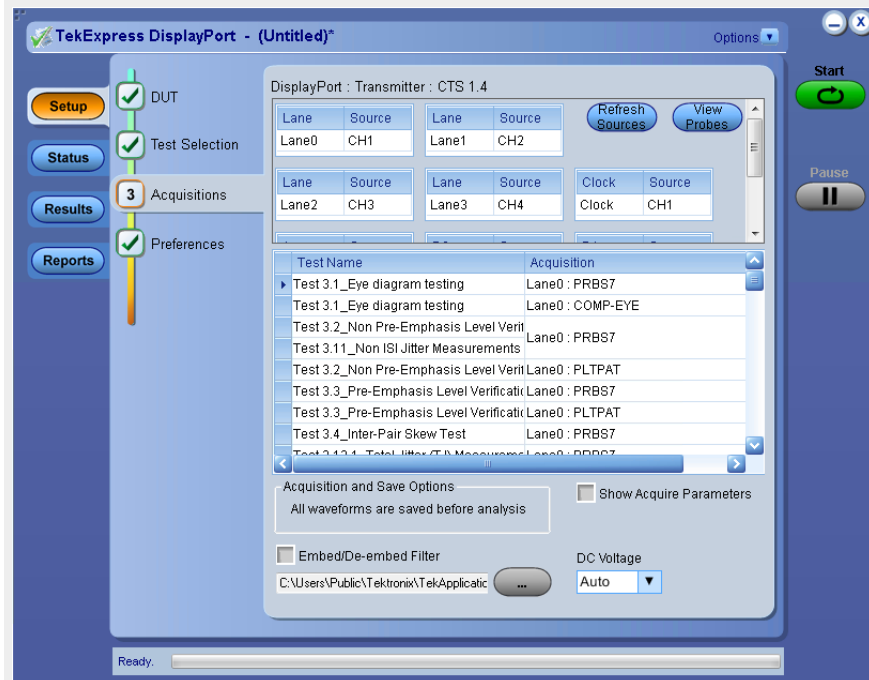 TekExpress DisplayPort - (Untitled)*
Options
Start
Pause
Setup
Status
Results
Reports
DUT
Test Selection
3 Acquisitions
Preferences
DisplayPort : Transmitter : CTS 1.4
Refresh Sources
View Probes
Lane Source Lane Source
Lane0 CH1 Lane1 CH2
Lane Source Lane Source Clock Source
Lane2 CH3 Lane3 CH4 Clock CH1
Test Name Acquisition
Test 3.1_Eye diagram testing Lane0 : PRBS7
Test 3.1_Eye diagram testing Lane0 : COMP-EYE
Test 3.2_Non Pre-Emphasis Level Verif
Lane0 : PRBS7
Test 3.11_Non ISI Jitter Measurements
Test 3.2_Non Pre-Emphasis Level Verif Lane0 : PLTPAT
Test 3.3_Pre-Emphasis Level Verificatic Lane0 : PRBS7
Test 3.3_Pre-Emphasis Level Verificatic Lane0 : PLTPAT
Test 3.4_Inter-Pair Skew Test Lane0 : PRBS7
Acquisition and Save Options
All waveforms are saved before analysis
Show Acquire Parameters
Embed/De-embed Filter
C:\Users\Public\Tektronix\TekApplicatic ...
DC Voltage
Auto
Ready.